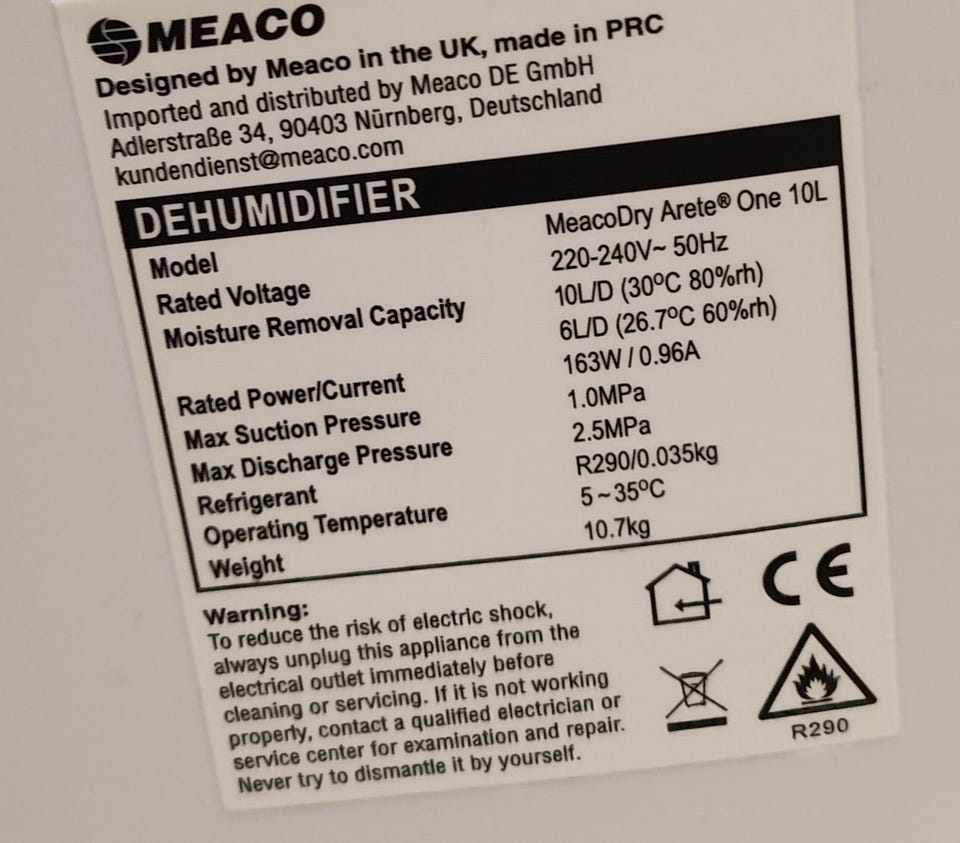 MEACO
Designed by Meaco in the UK, made in PRC
Imported and distributed by Meaco DE GmbH
Adlerstraße 34, 90403 Nürnberg, Deutschland
kundendienst@meaco.com
DEHUMIDIFIER
Model MeacoDry Arete® One 10L
Rated Voltage 220-240V~ 50Hz
Moisture Removal Capacity 10L/D (30ºC 80%rh)
6L/D (26.7ºC 60%rh)
Rated Power/Current 163W / 0.96A
Max Suction Pressure 1.0MPa
Max Discharge Pressure 2.5MPa
Refrigerant R290/0.035kg
Operating Temperature 5~35ºC
Weight 10.7kg
Warning:
To reduce the risk of electric shock,
always unplug this appliance from the
electrical outlet immediately before
cleaning or servicing. If it is not working
properly, contact a qualified electrician or
service center for examination and repair.
Never try to dismantle it by yourself.
CE
R290